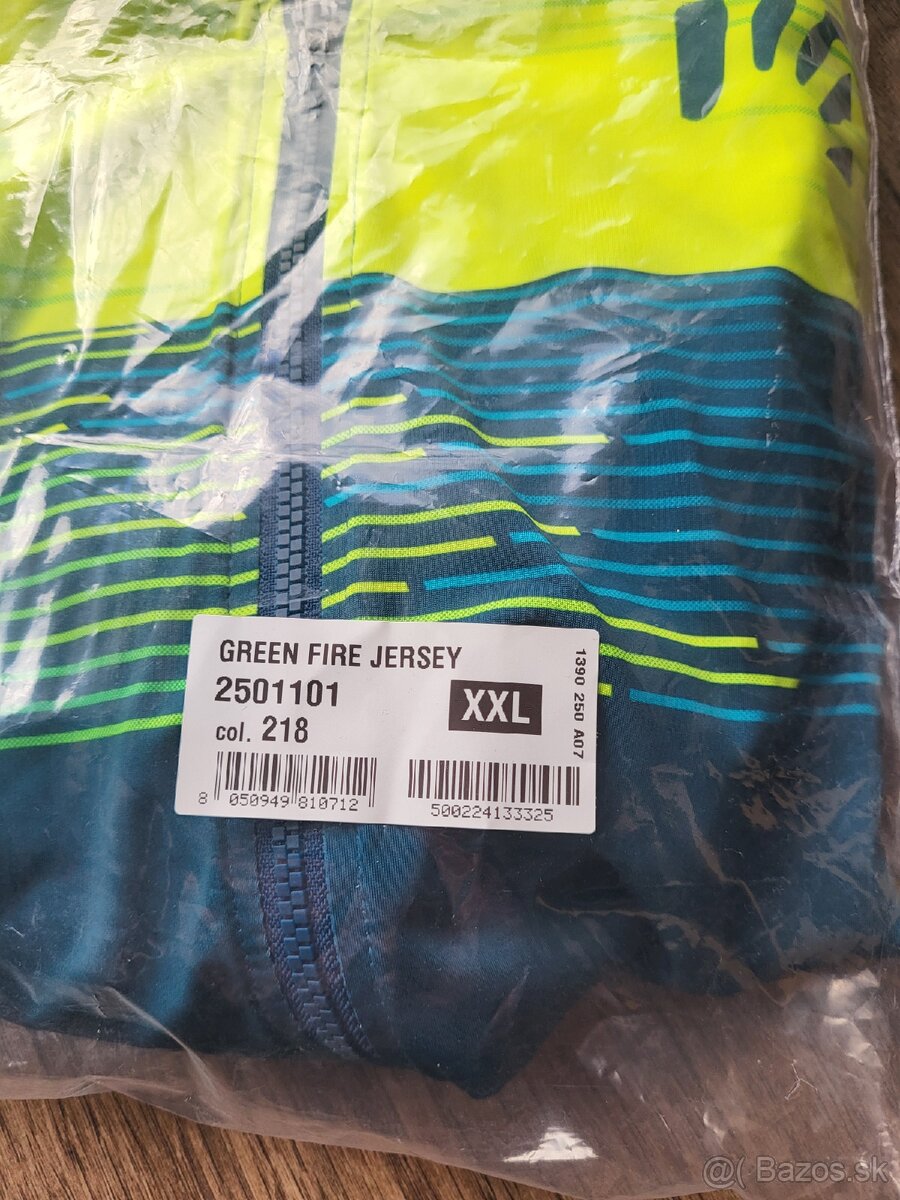 GREEN FIRE JERSEY
2501101
col. 218
XXL
1390 250 A07
8 050949 810712
500224133325
@( Bazos.sk